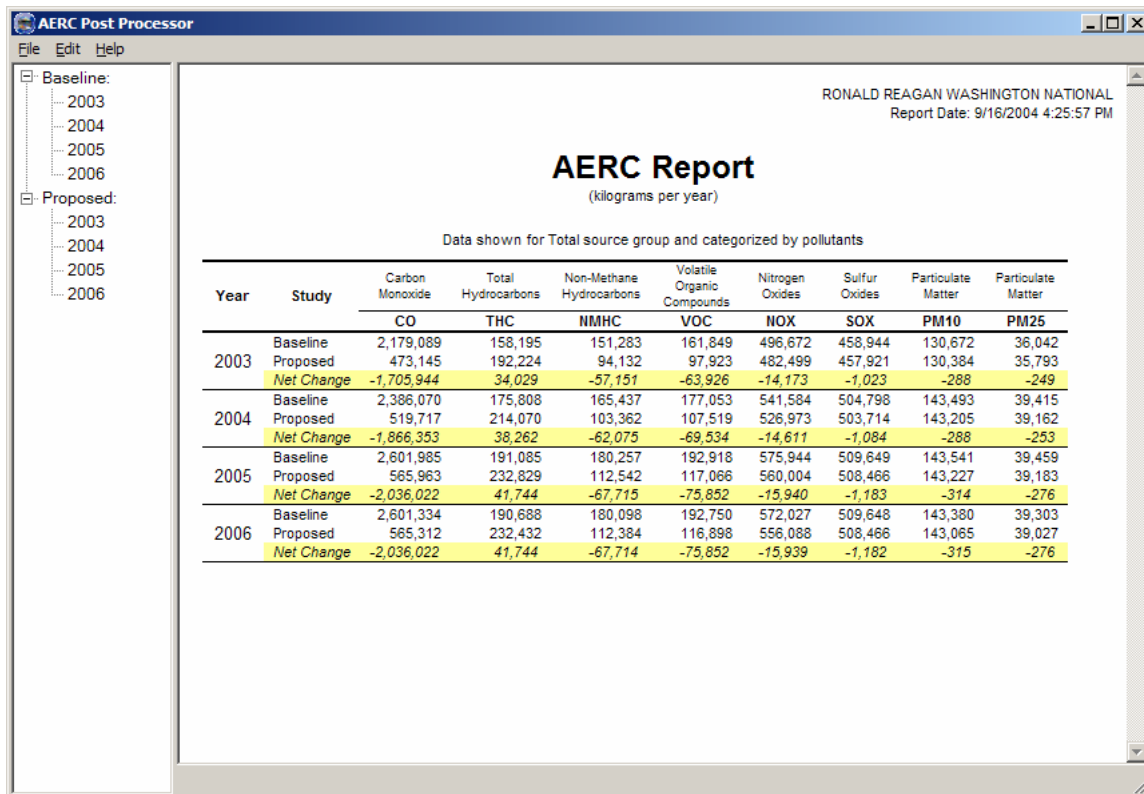 AERC Post Processor
File Edit Help
Baseline:
2003
2004
2005
2006
Proposed:
2003
2004
2005
2006
RONALD REAGAN WASHINGTON NATIONAL
Report Date: 9/16/2004 4:25:57 PM
AERC Report
(kilograms per year)
Data shown for Total source group and categorized by pollutants
Year Study Carbon Monoxide Total Hydrocarbons Non-Methane Hydrocarbons Volatile Organic Compounds Nitrogen Oxides Sulfur Oxides Particulate Matter Particulate Matter
CO THC NMHC VOC NOX SOX PM10 PM25
2003
Baseline 2,179,089 158,195 151,283 161,849 496,672 458,944 130,672 36,042
Proposed 473,145 192,224 94,132 97,923 482,499 457,921 130,384 35,793
Net Change -1,705,944 34,029 -57,151 -63,926 -14,173 -1,023 -288 -249
2004
Baseline 2,386,070 175,808 165,437 177,053 541,584 504,798 143,493 39,415
Proposed 519,717 214,070 103,362 107,519 526,973 503,714 143,205 39,162
Net Change -1,866,353 38,262 -62,075 -69,534 -14,611 -1,084 -288 -253
2005
Baseline 2,601,985 191,085 180,257 192,918 575,944 509,649 143,541 39,459
Proposed 565,963 232,829 112,542 117,066 560,004 508,466 143,227 39,183
Net Change -2,036,022 41,744 -67,715 -75,852 -15,940 -1,183 -314 -276
2006
Baseline 2,601,334 190,688 180,098 192,750 572,027 509,648 143,380 39,303
Proposed 565,312 232,432 112,384 116,898 556,088 508,466 143,065 39,027
Net Change -2,036,022 41,744 -67,714 -75,852 -15,939 -1,182 -315 -276